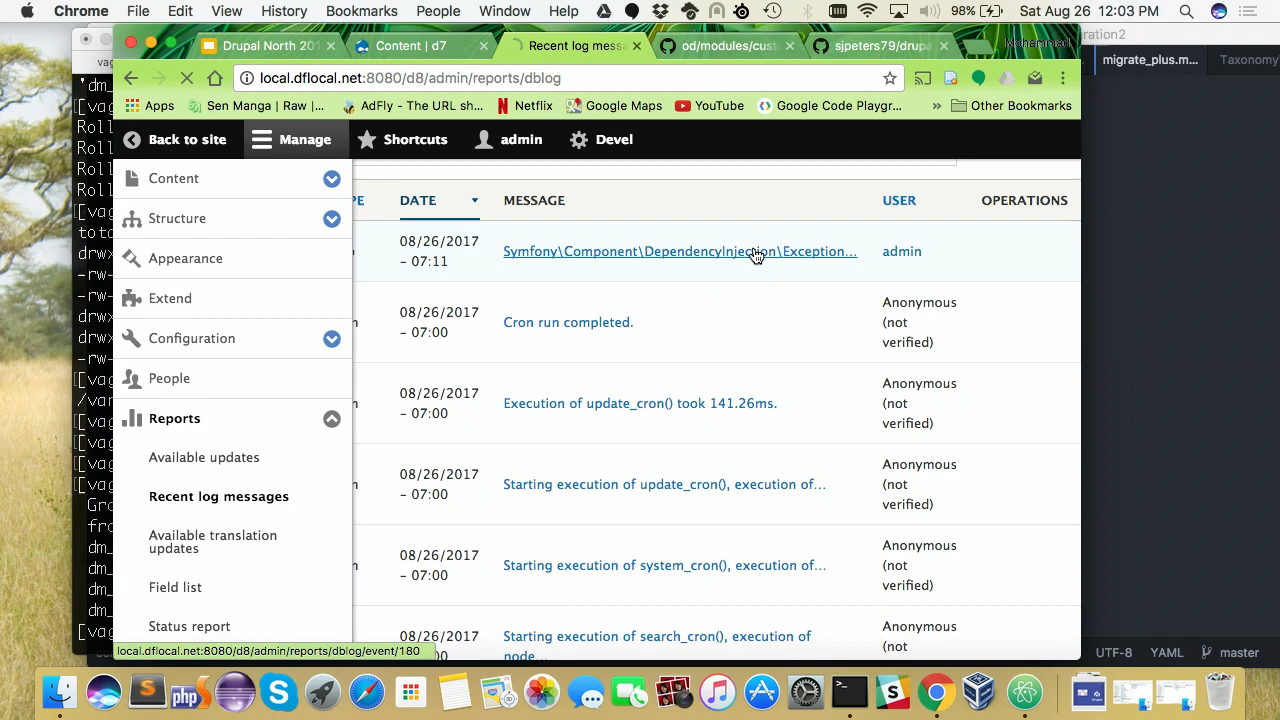 Chrome File Edit View History Bookmarks People Window Help 98% Sat Aug 26 12:03 PM
Drupal North 201 Content | d7 Recent log messa od/modules/cust sjpeters79/drupa Mohammad
migrate_plus.m... Taxonomy
local.dflocal.net:8080/d8/admin/reports/dblog
Apps Sen Manga | Raw |... AdFly - The URL sh... Netflix Google Maps YouTube Google Code Playgr... » Other Bookmarks
Back to site Manage Shortcuts admin Devel
Content
Structure
Appearance
Extend
Configuration
People
Reports
Available updates
Recent log messages
Available translation
updates
Field list
Status report
PE DATE MESSAGE USER OPERATIONS
08/26/2017
– 07:11
Symfony\Component\DependencyInjection\Exception...
admin
08/26/2017
– 07:00
Cron run completed.
Anonymous
(not
verified)
08/26/2017
– 07:00
Execution of update_cron() took 141.26ms.
Anonymous
(not
verified)
08/26/2017
– 07:00
Starting execution of update_cron(), execution of...
Anonymous
(not
verified)
08/26/2017
– 07:00
Starting execution of system_cron(), execution of...
Anonymous
(not
verified)
08/26/2017
Starting execution of search_cron(), execution of
node...
Anonymous
(not
local.dflocal.net:8080/d8/admin/reports/dblog/event/180
UTF-8 YAML master
php